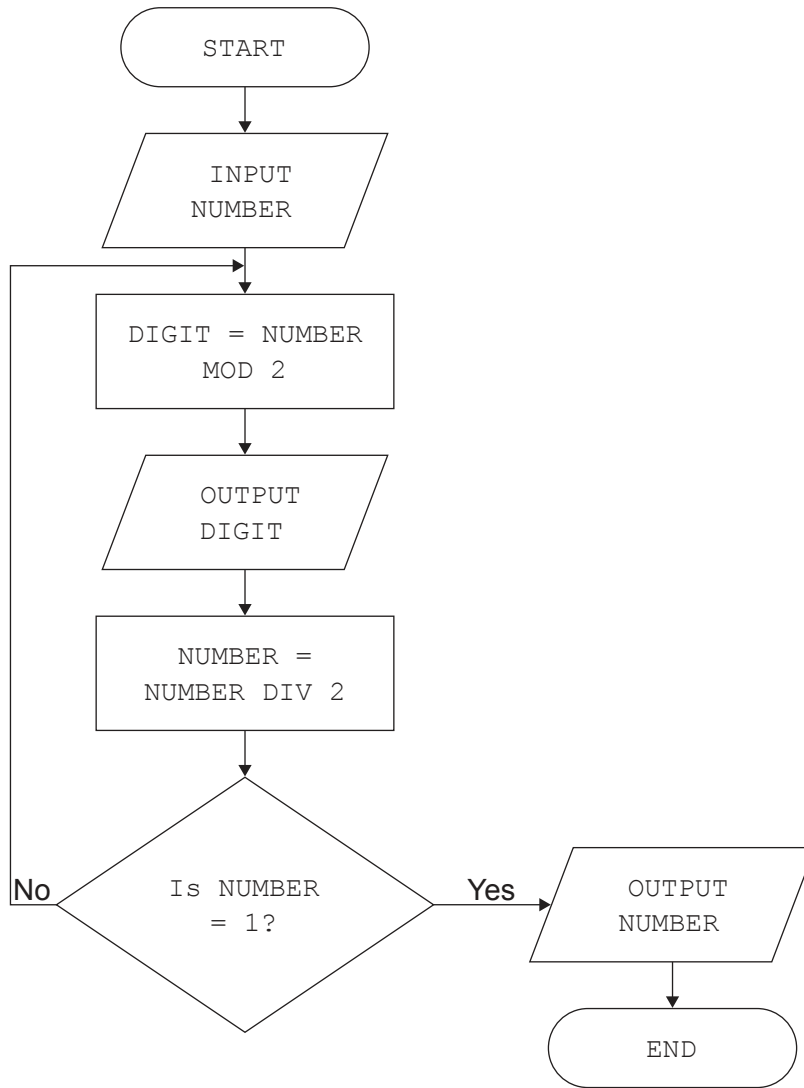 START
INPUT
NUMBER
DIGIT = NUMBER
MOD 2
OUTPUT
DIGIT
NUMBER =
NUMBER DIV 2
No
Is NUMBER
= 1?
Yes
OUTPUT
NUMBER
END